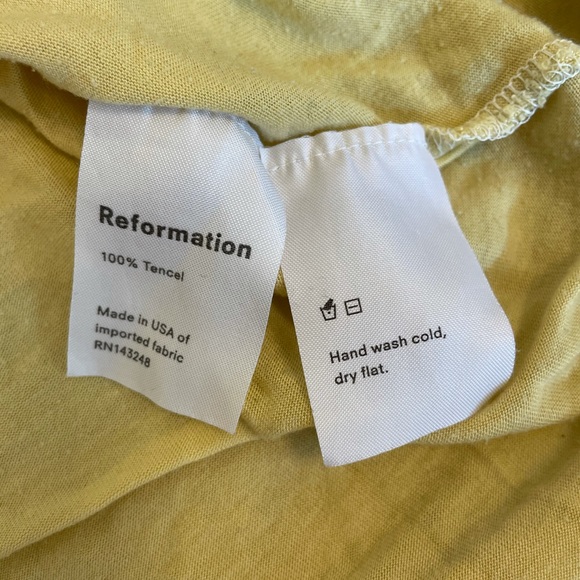 Reformation
100% Tencel
Made in USA of
imported fabric
RN143248
Hand wash cold,
dry flat.